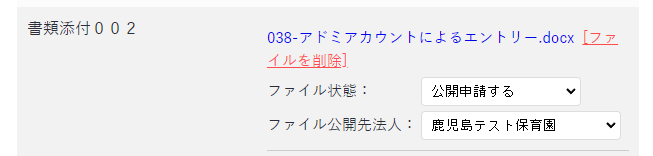 書類添付００２
038-アドミアカウントによるエントリー.docx [ファ
イルを削除]
ファイル状態：
公開申請する
ファイル公開先法人：
鹿児島テスト保育園